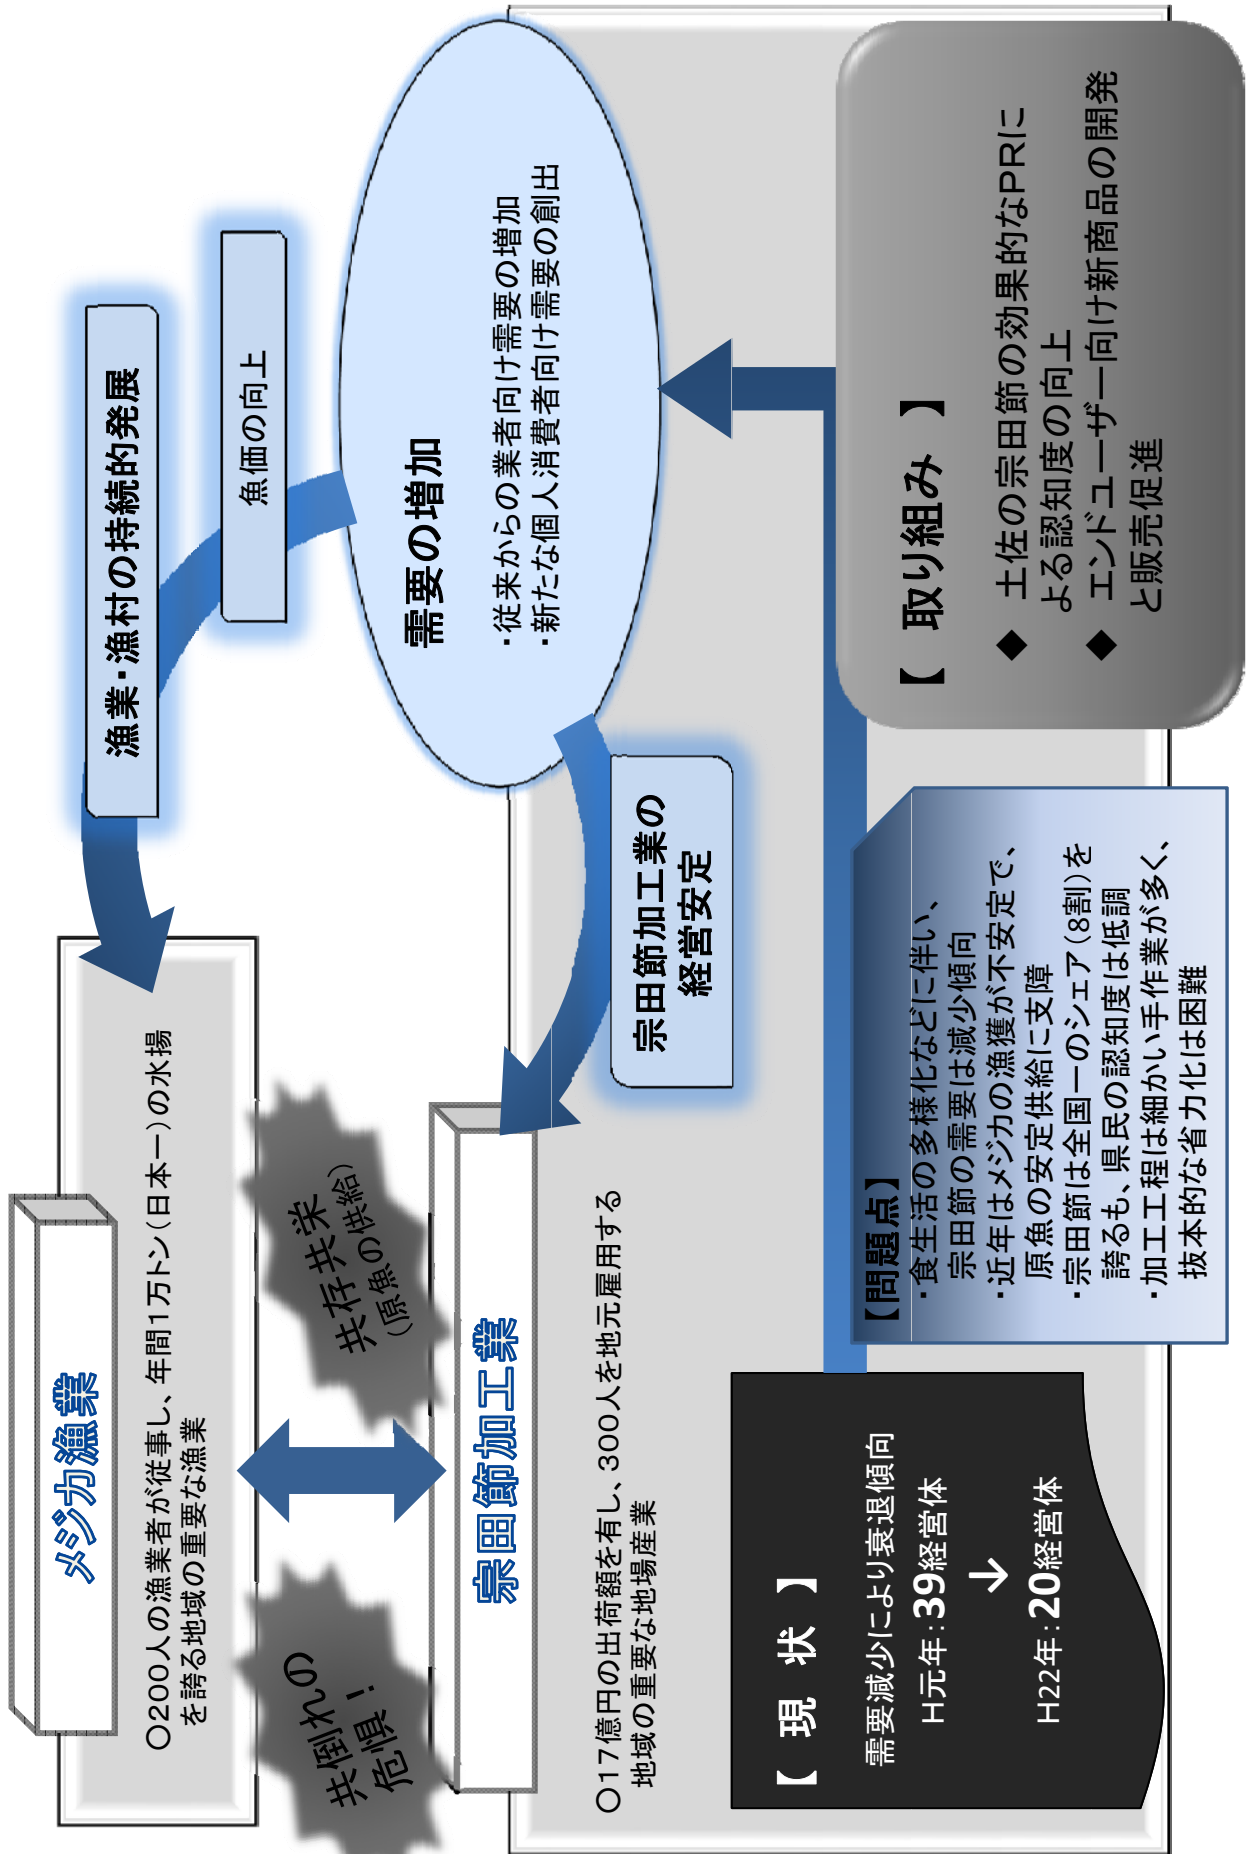 メジカ漁業
○200人の漁業者が従事し、年間1万トン(日本一)の水揚
を誇る地域の重要な漁業
漁業・漁村の持続的発展
魚価の向上
共倒れの
危惧!
共存共栄
(原魚の供給)
宗田節加工業
○17億円の出荷額を有し、300人を地元雇用する
地域の重要な地場産業
宗田節加工業の
経営安定
需要の増加
・従来からの業者向け需要の増加
・新たな個人消費者向け需要の創出
【 現 状 】
需要減少により衰退傾向
H元年:39経営体
↓
H22年:20経営体
【問題点】
・食生活の多様化などに伴い、
宗田節の需要は減少傾向
・近年はメジカの漁獲が不安定で、
原魚の安定供給に支障
・宗田節は全国一のシェア(8割)を
誇るも、県民の認知度は低調
・加工工程は細かい手作業が多く、
抜本的な省力化は困難
【 取り組み 】
◆ 土佐の宗田節の効果的なPRに
よる認知度の向上
◆ エンドユーザー向け新商品の開発
と販売促進